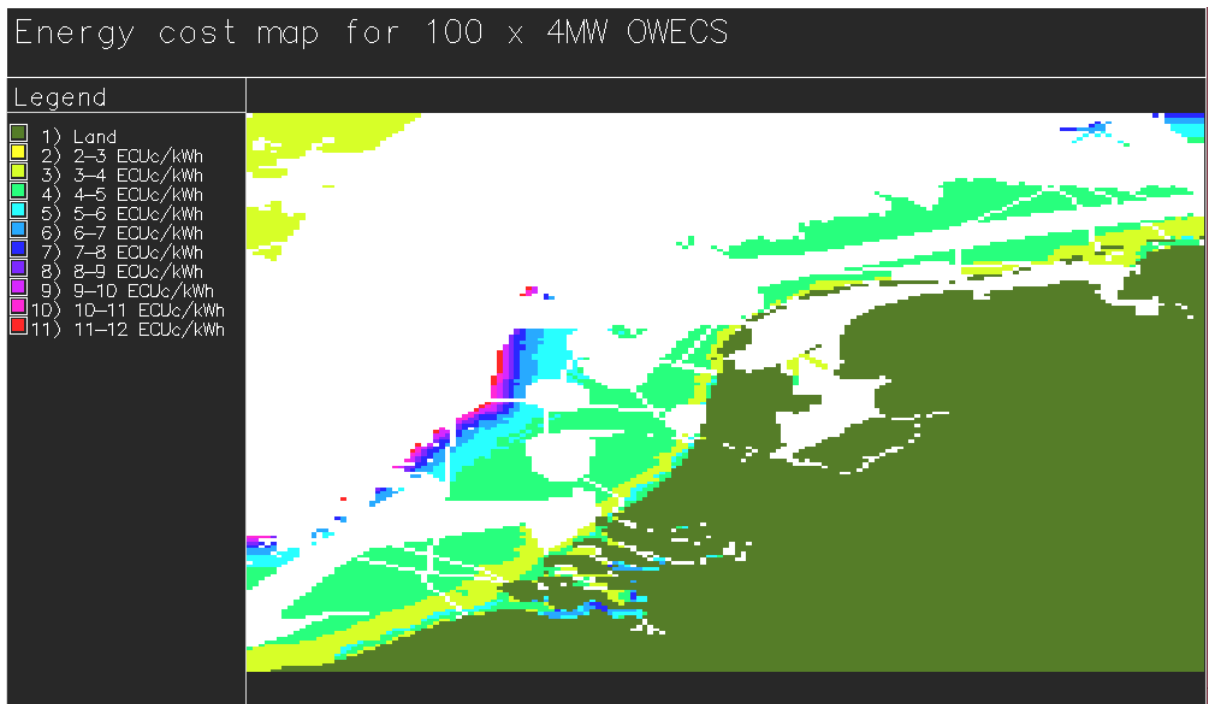 Energy cost map for 100 x 4MW OWECS
Legend
1) Land
2) 2-3 ECUc/kWh
3) 3-4 ECUc/kWh
4) 4-5 ECUc/kWh
5) 5-6 ECUc/kWh
6) 6-7 ECUc/kWh
7) 7-8 ECUc/kWh
8) 8-9 ECUc/kWh
9) 9-10 ECUc/kWh
10) 10-11 ECUc/kWh
11) 11-12 ECUc/kWh